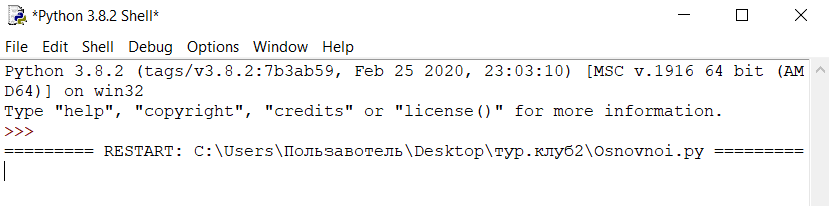 *Python 3.8.2 Shell*
File Edit Shell Debug Options Window Help
Python 3.8.2 (tags/v3.8.2:7b3ab59, Feb 25 2020, 23:03:10) [MSC v.1916 64 bit (AM
D64)] on win32
Type "help", "copyright", "credits" or "license()" for more information.
>>>
========= RESTART: C:\Users\Пользавотель\Desktop\тур.клуб2\Osnovnoi.py =========